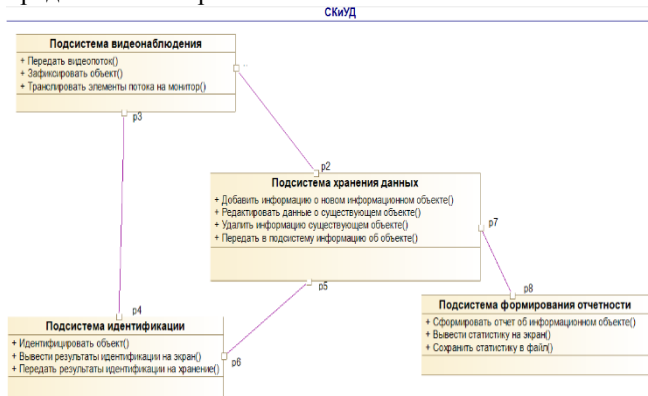 СКиУД
Подсистема видеонаблюдения
+ Передать видеопоток()
+ Зафиксировать объект()
+ Транслировать элементы потока на монитор()
...
p3
p2
Подсистема хранения данных
+ Добавить информацию о новом информационном объекте()
+ Редактировать данные о существующем объекте()
+ Удалить информацию существующем объекте()
+ Передать в подсистему информацию об объекте()
p7
p5
p8
p4
Подсистема идентификации
+ Идентифицировать объект()
+ Вывести результаты идентификации на экран()
+ Передать результаты идентификации на хранение()
p6
Подсистема формирования отчетности
+ Сформировать отчет об информационном объекте()
+ Вывести статистику на экран()
+ Сохранить статистику в файл()